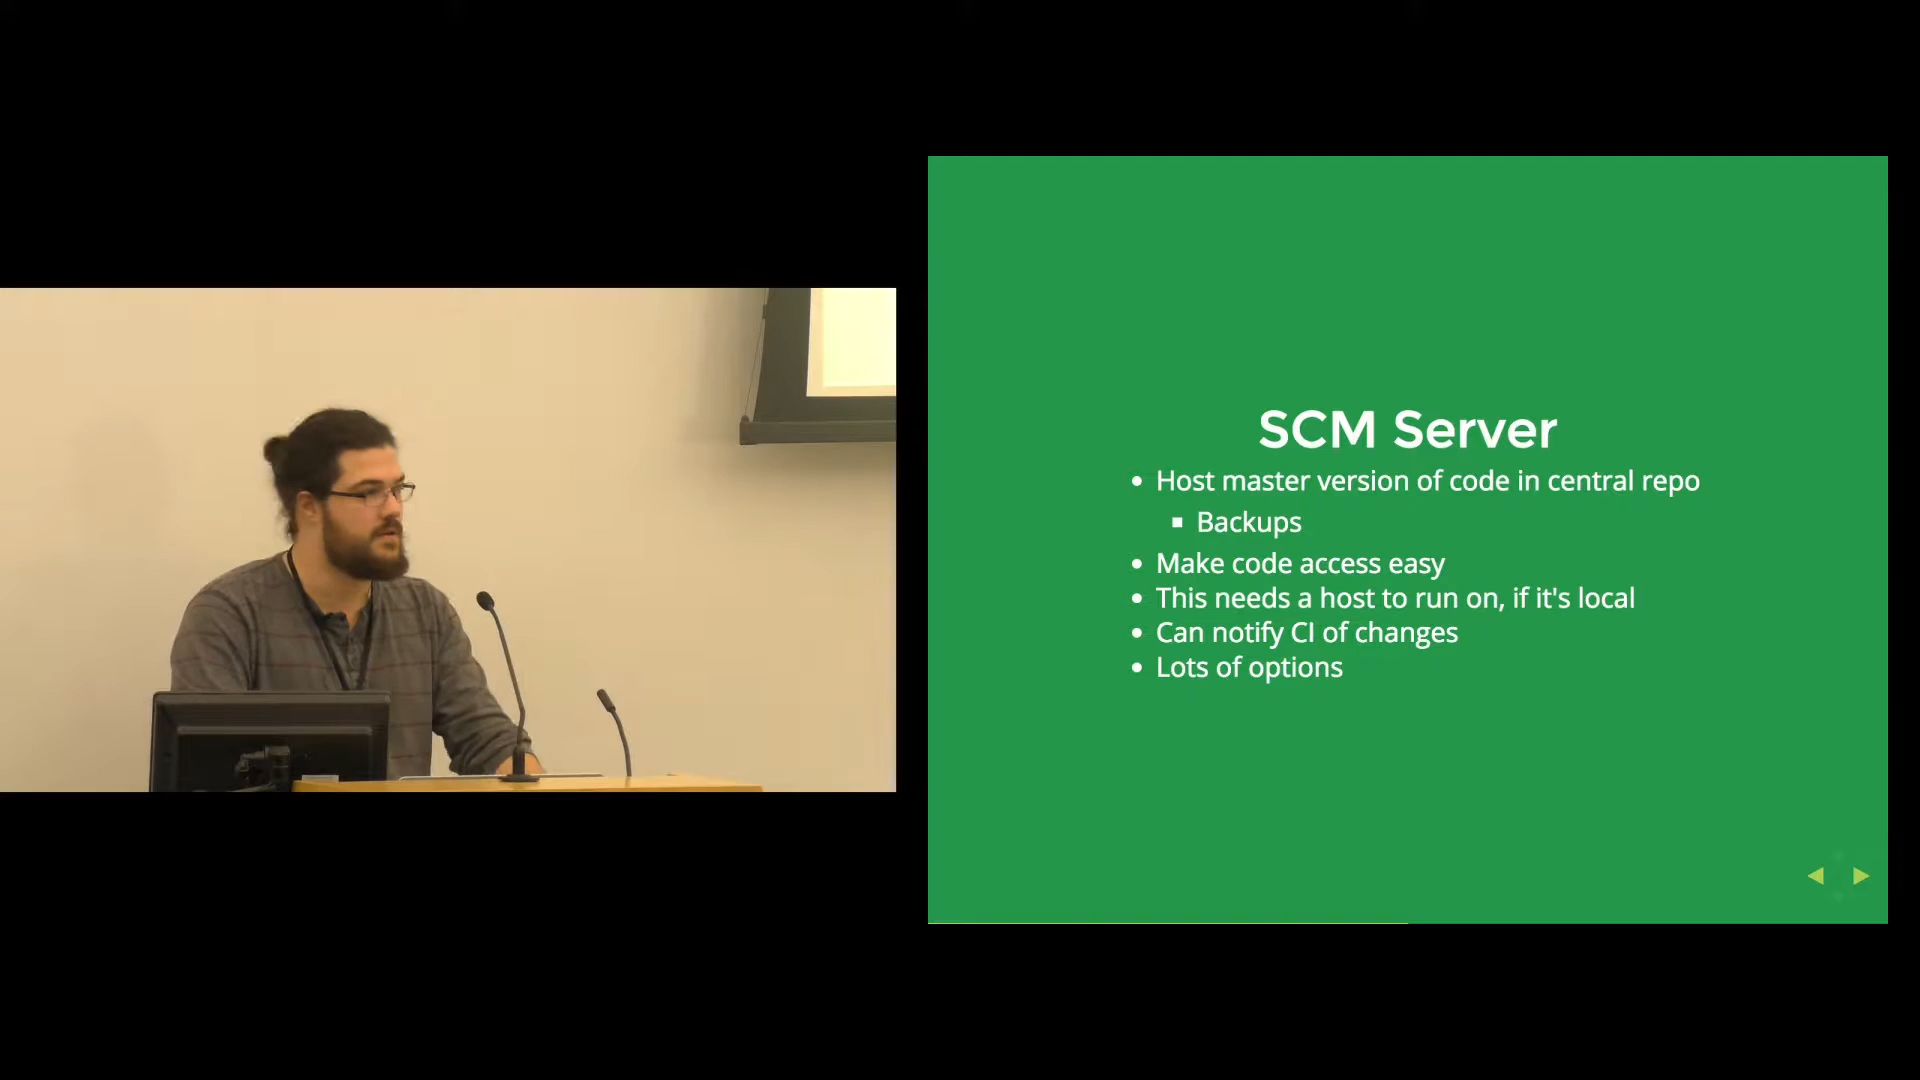 SCM Server
Host master version of code in central repo
Backups
Make code access easy
This needs a host to run on, if it's local
Can notify CI of changes
Lots of options